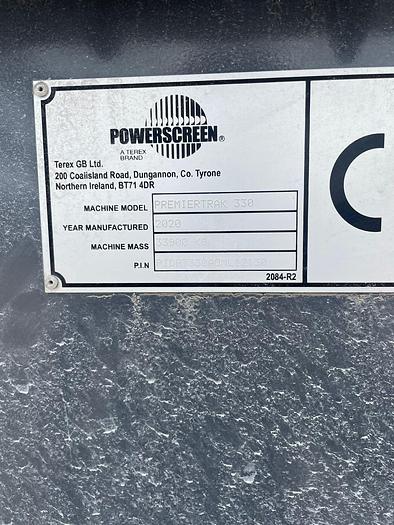 POWERSCREEN®
A TEREX
BRAND
Terex GB Ltd.
200 Coalisland Road, Dungannon, Co. Tyrone
Northern Ireland, BT71 4DR
MACHINE MODEL PREMIERTRAK 330
YEAR MANUFACTURED 2020
MACHINE MASS
P.I.N
2084-R2
C